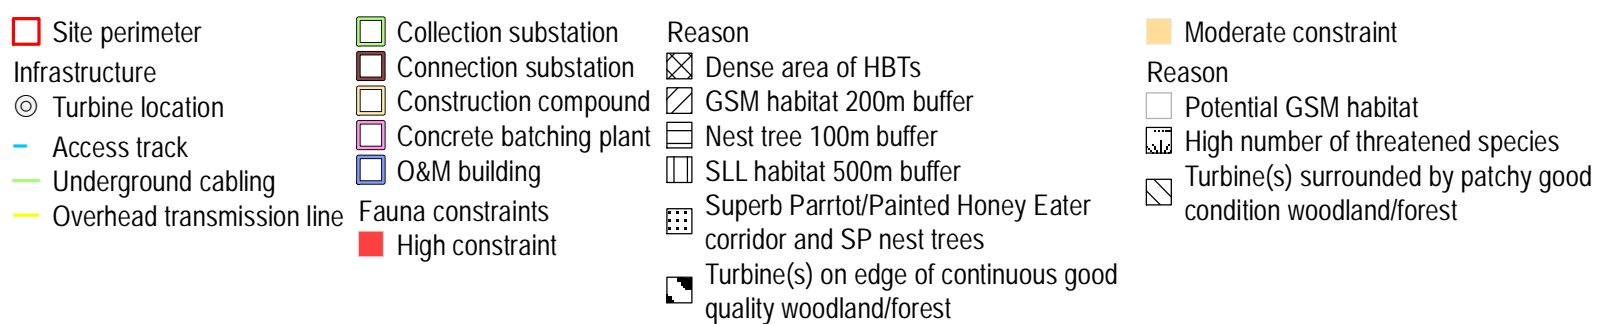 Site perimeter
Infrastructure
Turbine location
Access track
Underground cabling
Overhead transmission line
Collection substation
Connection substation
Construction compound
Concrete batching plant
O&M building
Fauna constraints
High constraint
Reason
Dense area of HBTs
GSM habitat 200m buffer
Nest tree 100m buffer
SLL habitat 500m buffer
Superb Parrtot/Painted Honey Eater
corridor and SP nest trees
Turbine(s) on edge of continuous good
quality woodland/forest
Moderate constraint
Reason
Potential GSM habitat
High number of threatened species
Turbine(s) surrounded by patchy good
condition woodland/forest